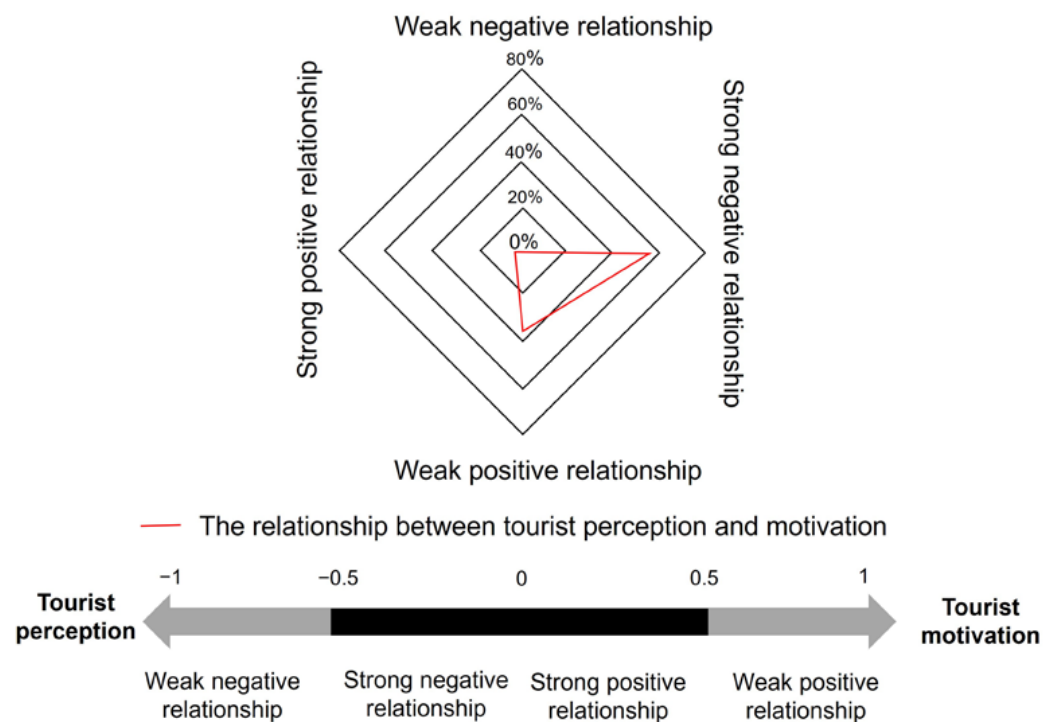 Weak negative relationship
80%
60%
40%
20%
0%
Strong positive relationship
Strong negative relationship
Weak positive relationship
The relationship between tourist perception and motivation
−1 −0.5 0 0.5 1
Tourist
perception
Tourist
motivation
Weak negative
relationship
Strong negative
relationship
Strong positive
relationship
Weak positive
relationship